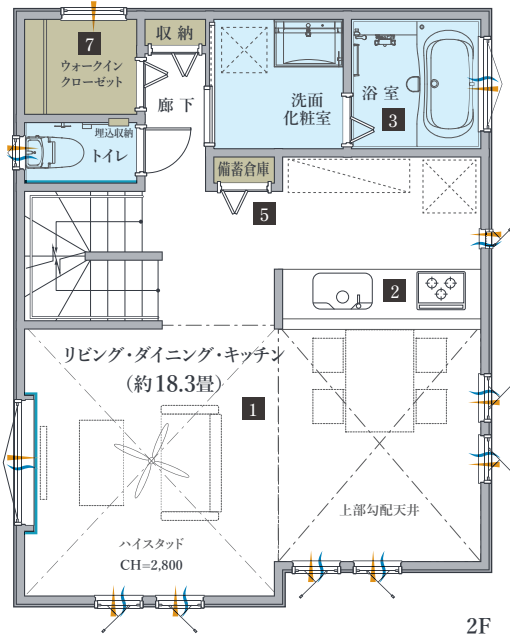 7
収納
ウォークイン
クローゼット
廊下
洗面
化粧室
浴室
3
埋込収納
トイレ
備蓄倉庫
5
2
リビング・ダイニング・キッチン
(約18.3畳)
1
上部勾配天井
ハイスタッド
CH=2,800
2F